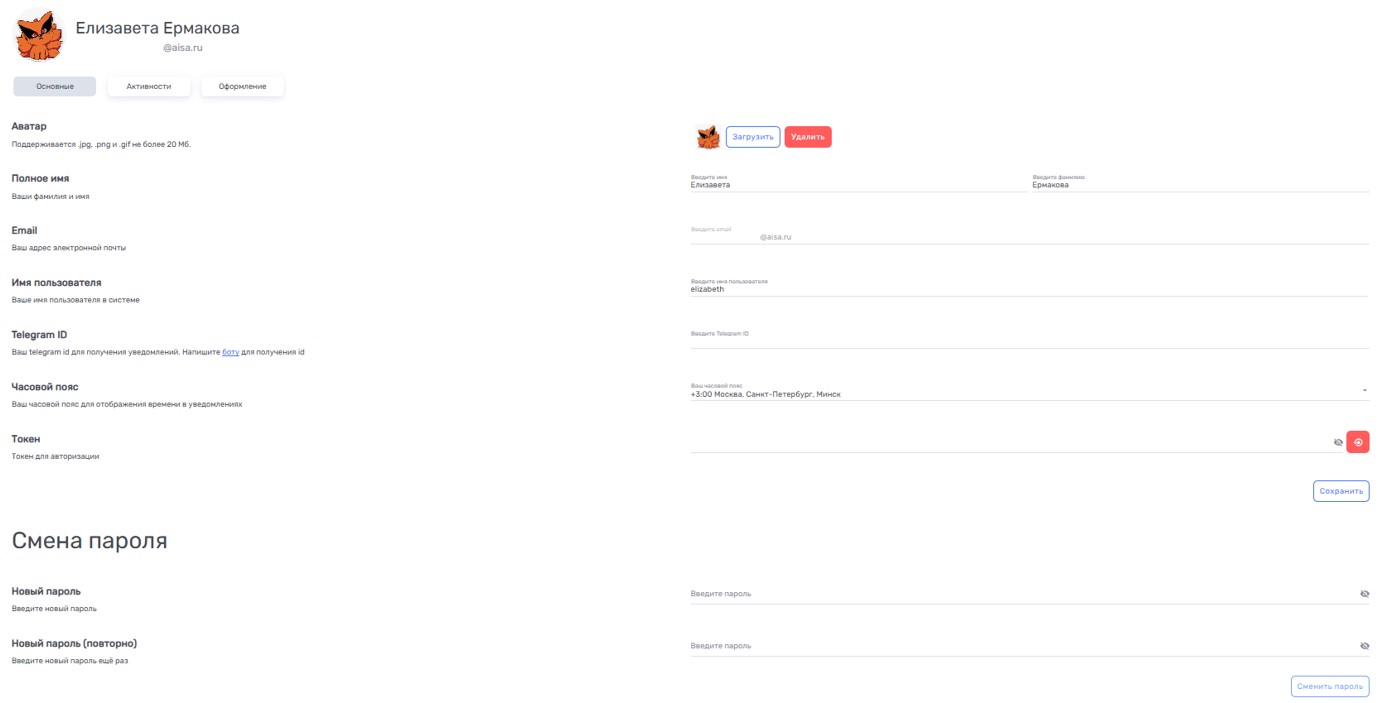 Елизавета Ермакова
@aisa.ru
Основные
Активности
Оформление
Аватар
Поддерживается .jpg, .png и .gif не более 20 Мб.
Загрузить
Удалить
Полное имя
Ваши фамилия и имя
Введите имя
Елизавета
Введите фамилию
Ермакова
Email
Ваш адрес электронной почты
Введите email
@aisa.ru
Имя пользователя
Ваше имя пользователя в системе
Введите имя пользователя
elizabeth
Telegram ID
Ваш telegram id для получения уведомлений. Напишите боту для получения id
Введите Telegram ID
Часовой пояс
Ваш часовой пояс для отображения времени в уведомлениях
Ваш часовой пояс
+3:00 Москва, Санкт-Петербург, Минск
Токен
Токен для авторизации
Сохранить
Смена пароля
Новый пароль
Введите новый пароль
Введите пароль
Новый пароль (повторно)
Введите новый пароль ещё раз
Введите пароль
Сменить пароль